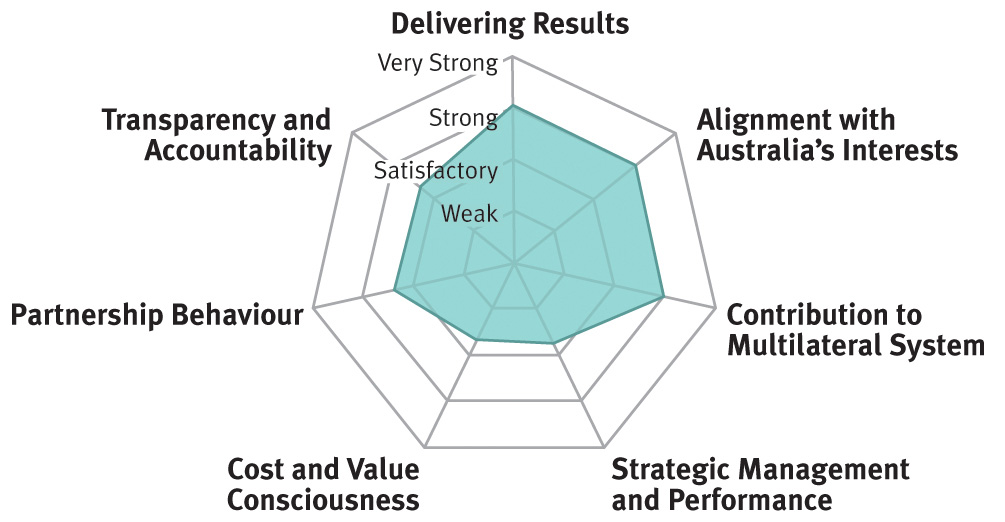 Delivering Results
Very Strong
Strong
Satisfactory
Weak
Alignment with
Australia’s Interests
Contribution to
Multilateral System
Strategic Management
and Performance
Cost and Value
Consciousness
Partnership Behaviour
Transparency and
Accountability